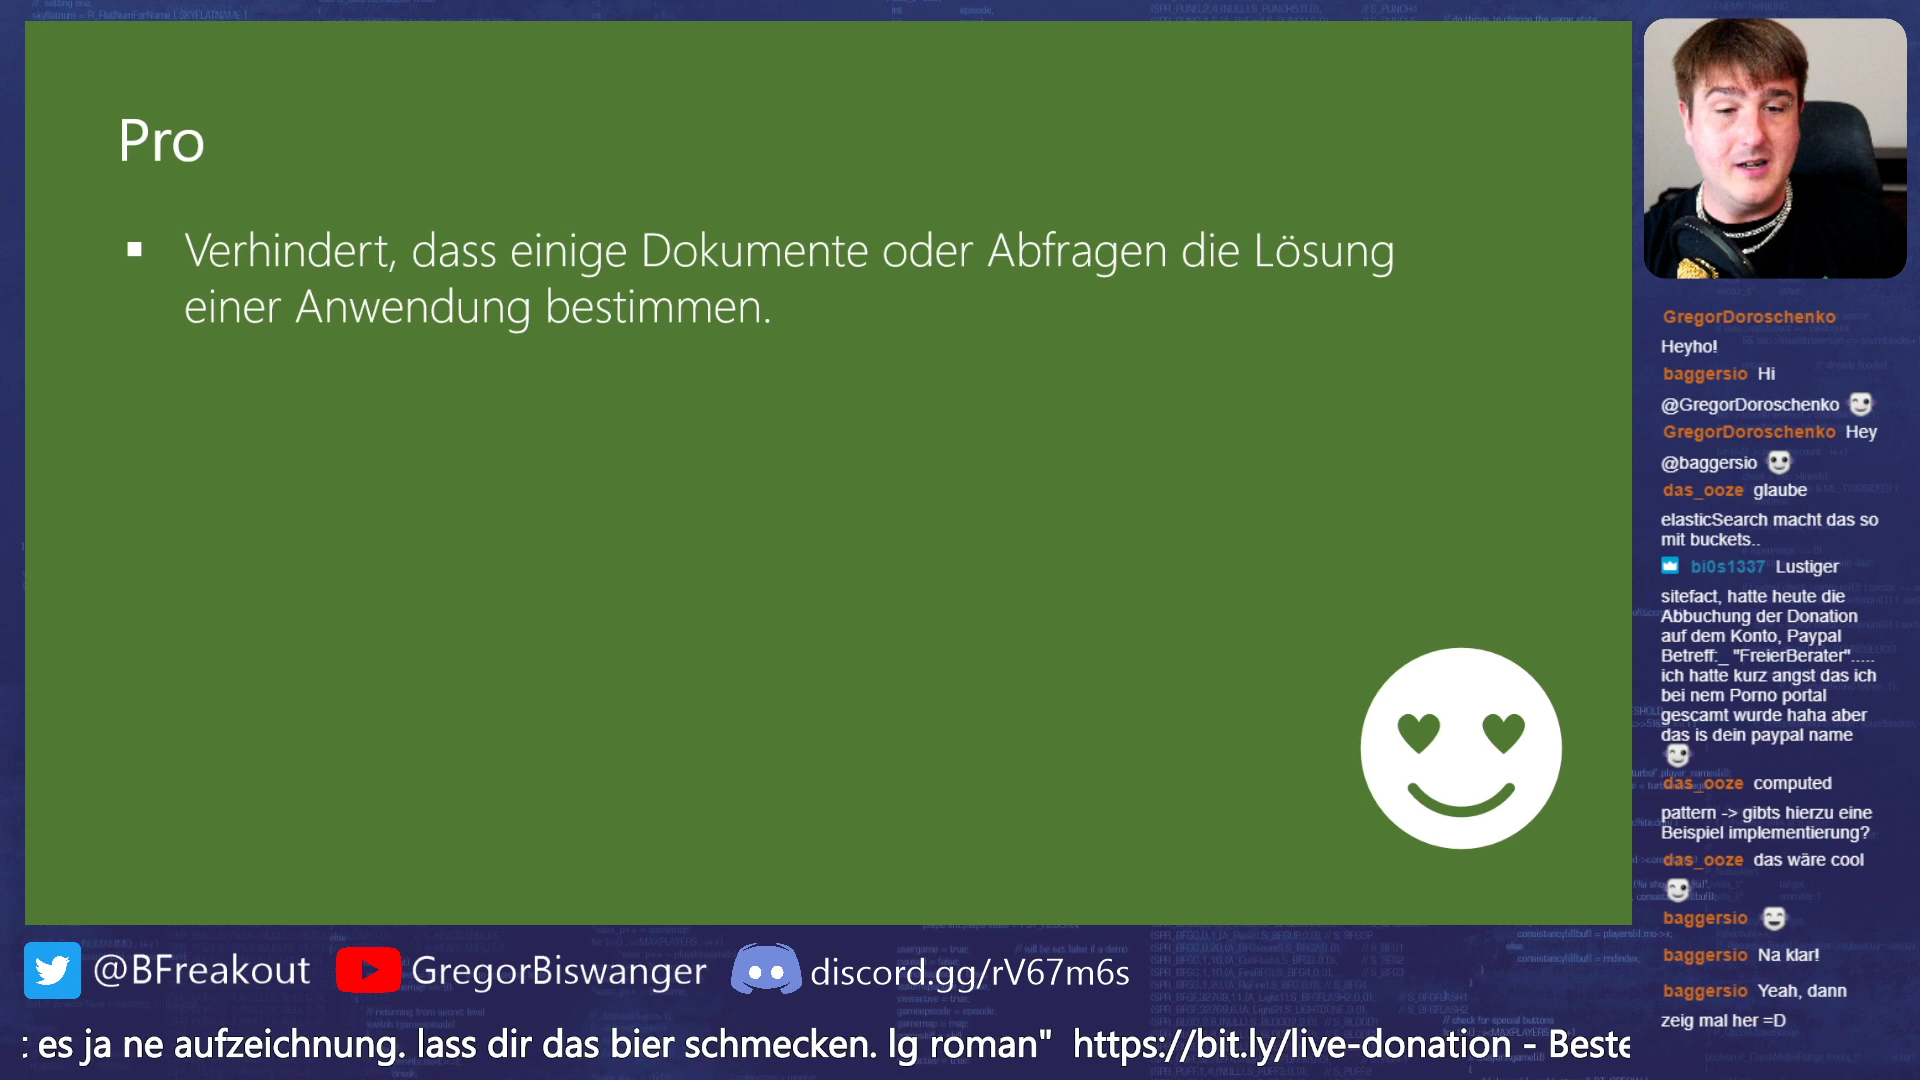 Pro
Verhindert, dass einige Dokumente oder Abfragen die Lösung
einer Anwendung bestimmen.
GregorDoroschenko
Heyho!
baggersio Hi
@GregorDoroschenko
GregorDoroschenko Hey
@baggersio
das_ooze glaube
elasticSearch macht das so
mit buckets..
bi0s1337 Lustiger
sitefact, hatte heute die
Abbuchung der Donation
auf dem Konto, Paypal
Betreff:_ "FreierBerater".....
ich hatte kurz angst das ich
bei nem Porno portal
gescamt wurde haha aber
das is dein paypal name
das_ooze computed
pattern -> gibts hierzu eine
Beispiel implementierung?
das_ooze das wäre cool
baggersio
baggersio Na klar!
baggersio Yeah, dann
zeig mal her =D
@BFreakout GregorBiswanger discord.gg/rV67m6s
: es ja ne aufzeichnung. lass dir das bier schmecken. lg roman" https://bit.ly/live-donation - Beste